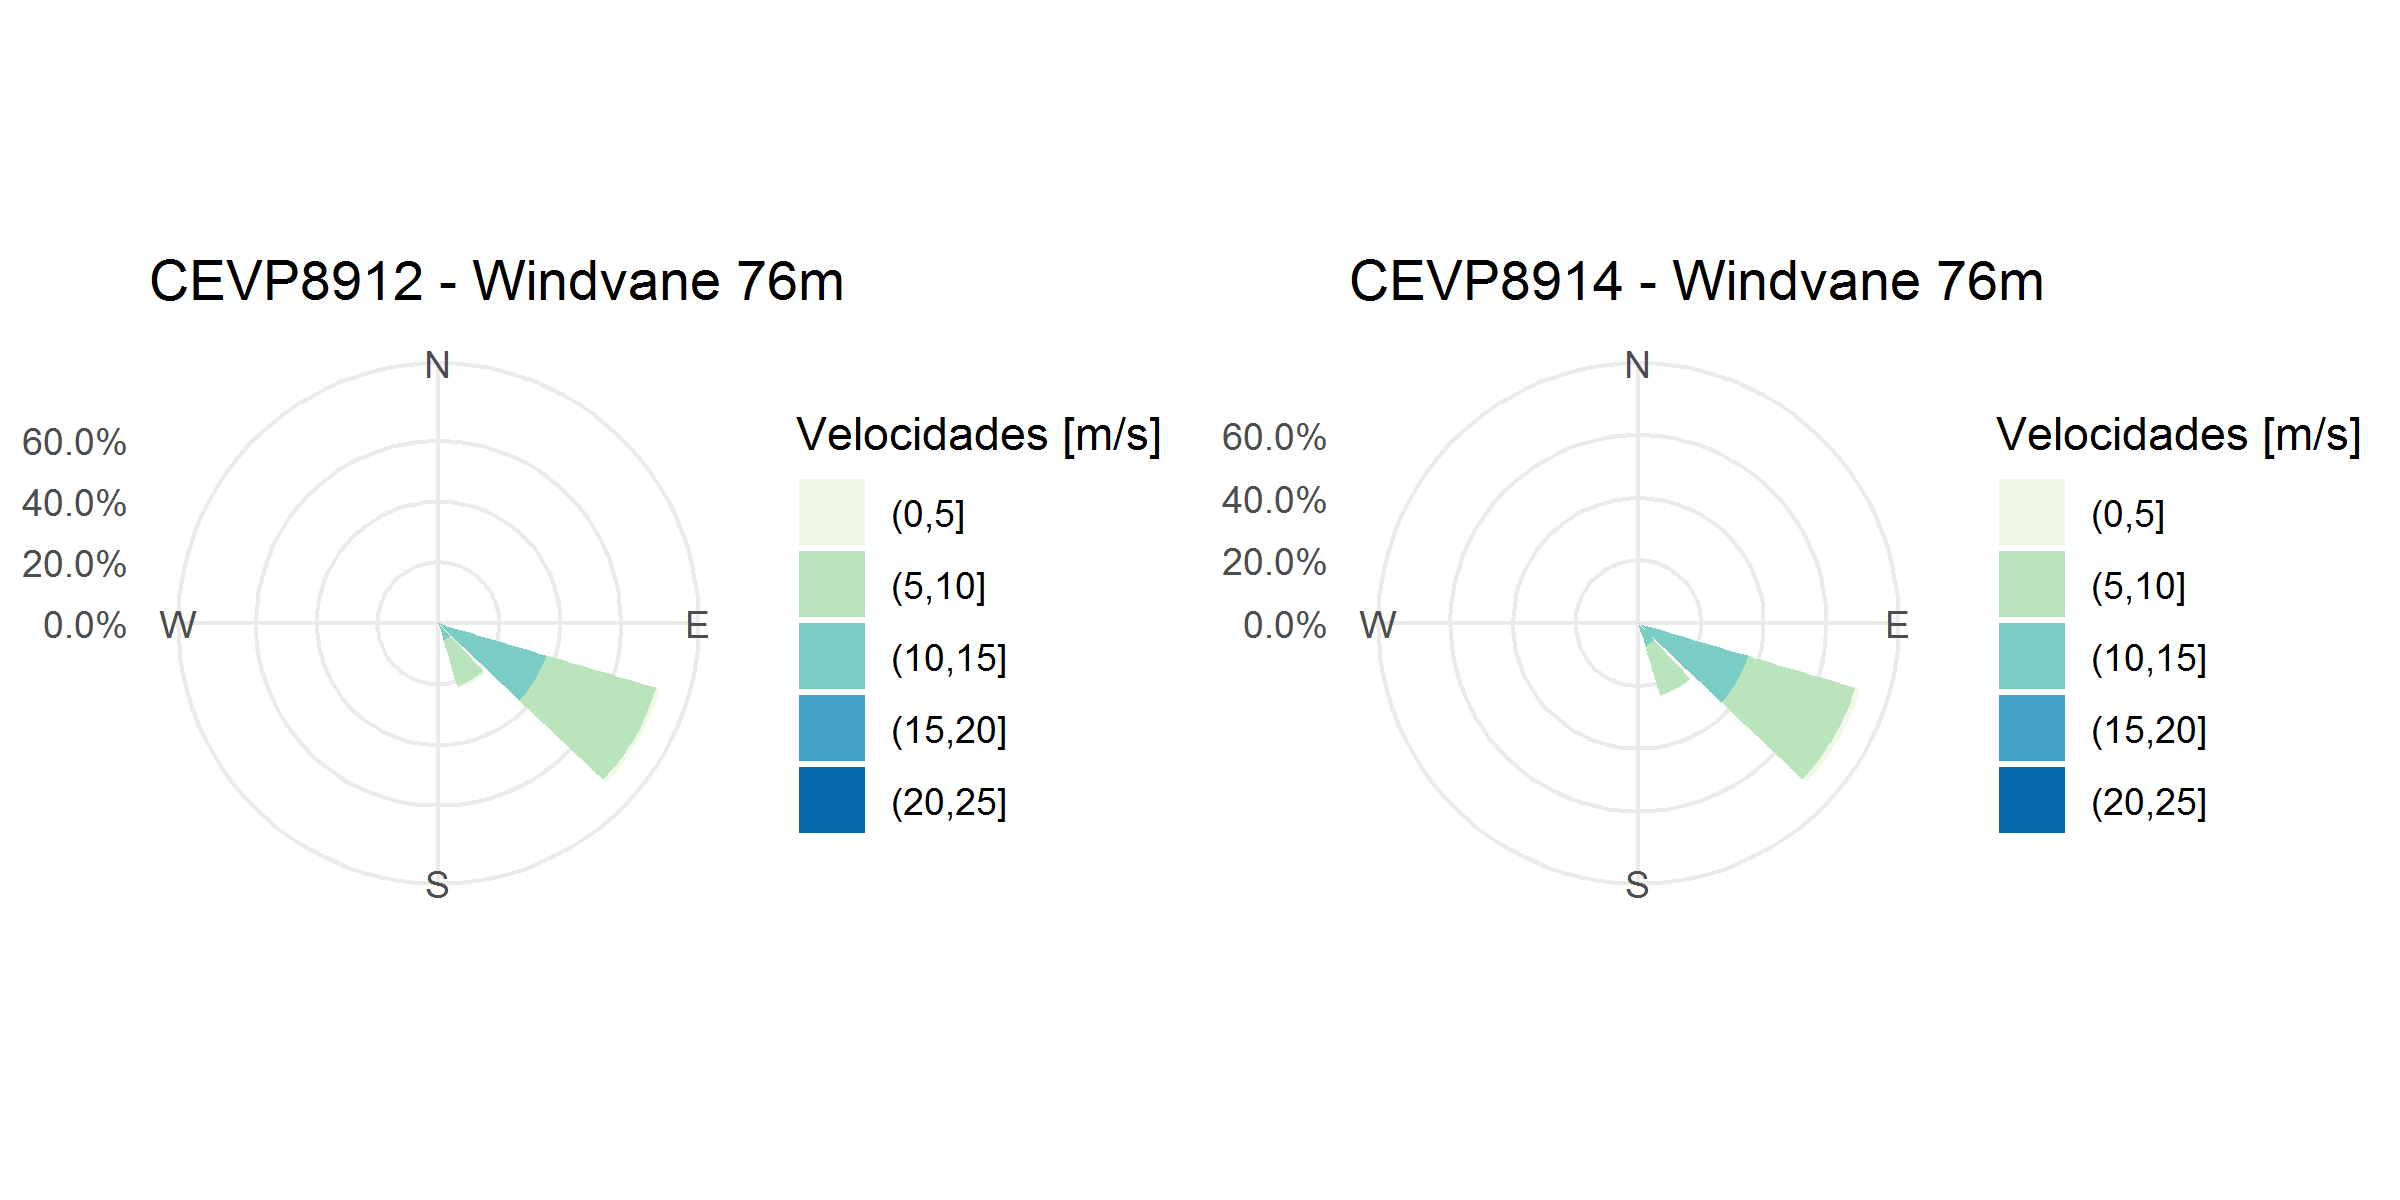 CEVP8912 - Windvane 76m
N
60.0%
40.0%
20.0%
0.0%
W
E
S
Velocidades [m/s]
(0,5]
(5,10]
(10,15]
(15,20]
(20,25]
CEVP8914 - Windvane 76m
N
60.0%
40.0%
20.0%
0.0%
W
E
S
Velocidades [m/s]
(0,5]
(5,10]
(10,15]
(15,20]
(20,25]